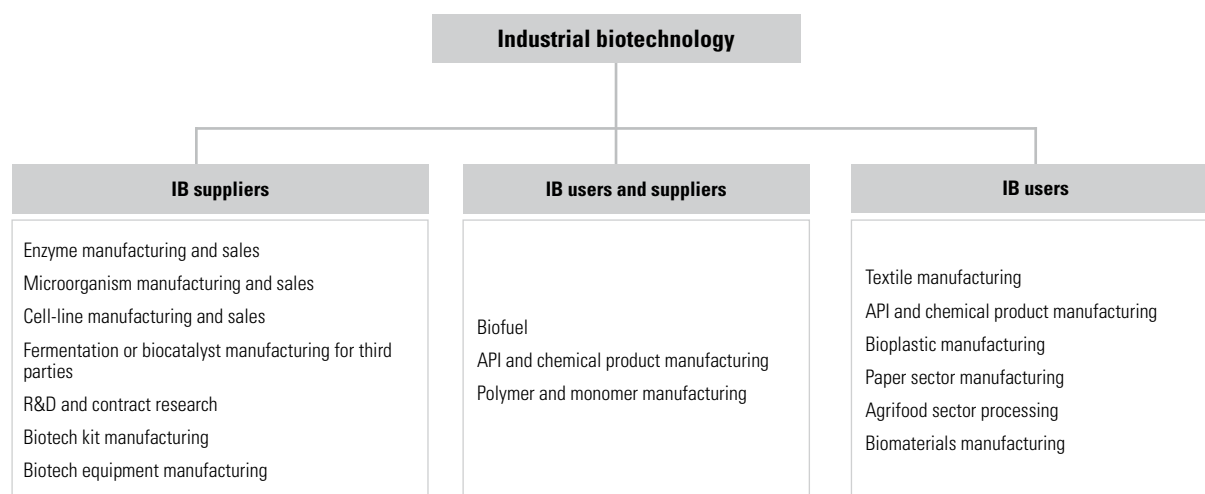 Industrial biotechnology
IB suppliers
Enzyme manufacturing and sales
Microorganism manufacturing and sales
Cell-line manufacturing and sales
Fermentation or biocatalyst manufacturing for third
parties
R&D and contract research
Biotech kit manufacturing
Biotech equipment manufacturing
IB users and suppliers
Biofuel
API and chemical product manufacturing
Polymer and monomer manufacturing
IB users
Textile manufacturing
API and chemical product manufacturing
Bioplastic manufacturing
Paper sector manufacturing
Agrifood sector processing
Biomaterials manufacturing